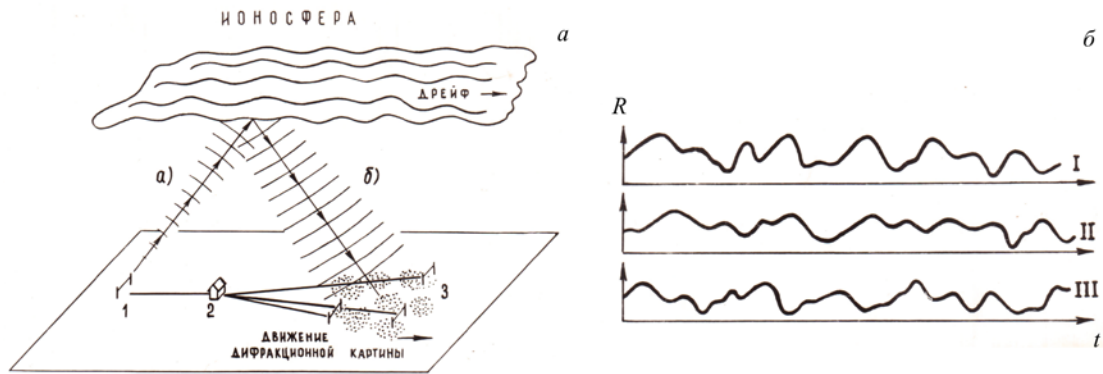 ИОНОСФЕРА
а
б
ДРЕЙФ
R
а)
б)
I
II
1
2
3
III
ДВИЖЕНИЕ
ДИФРАКЦИОННОЙ КАРТИНЫ
t